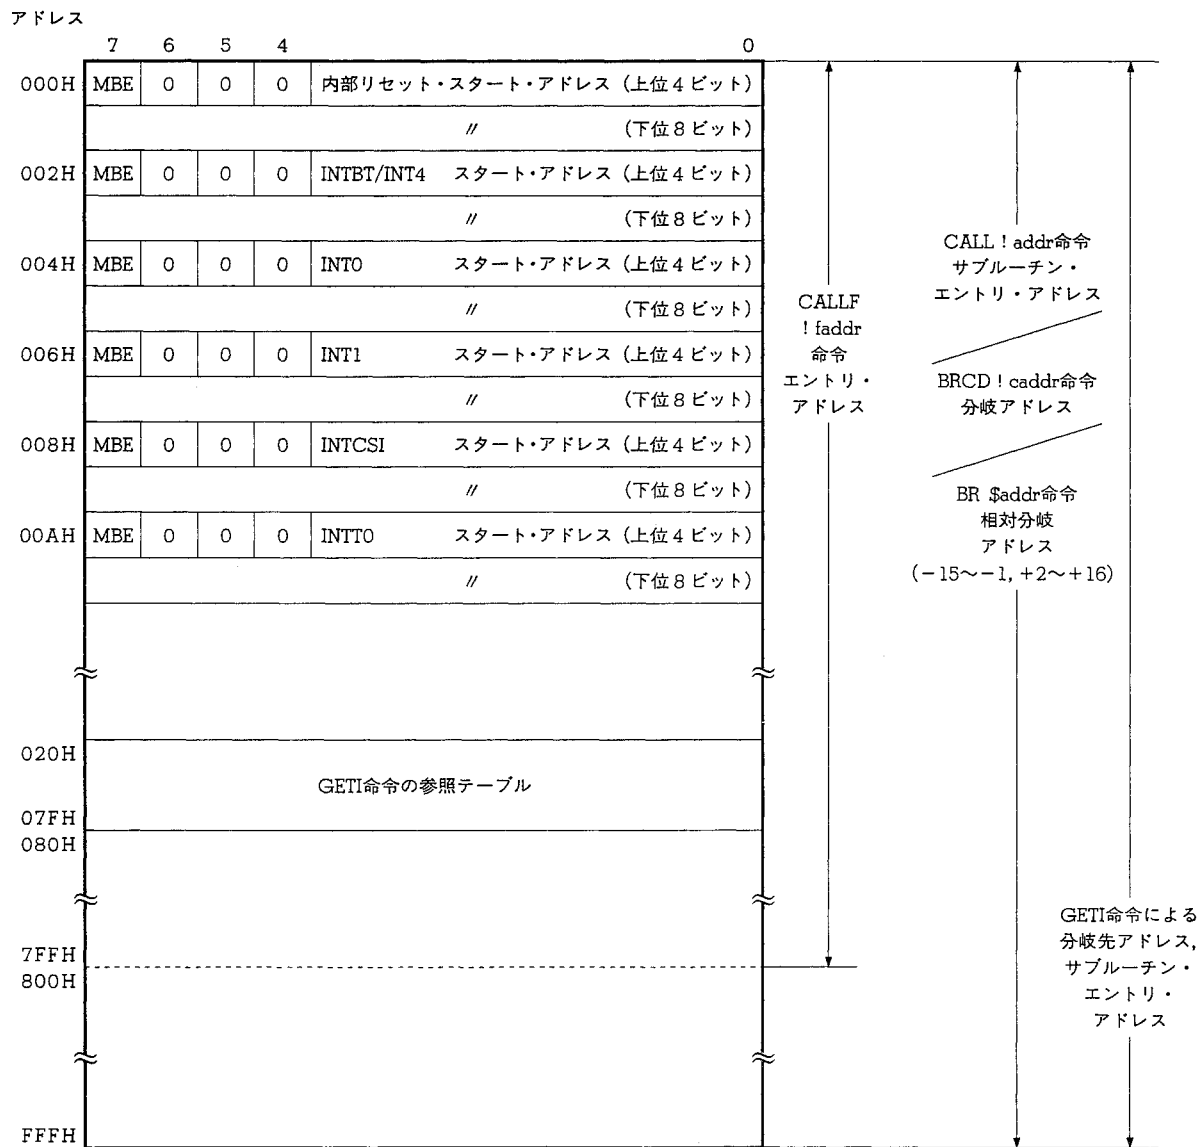 アドレス
7 6 5 4 0
000H MBE 0 0 0 内部リセット・スタート・アドレス（上位4ビット）
〃 （下位8ビット）
002H MBE 0 0 0 INTBT/INT4 スタート・アドレス（上位4ビット）
〃 （下位8ビット）
004H MBE 0 0 0 INT0 スタート・アドレス（上位4ビット）
〃 （下位8ビット）
006H MBE 0 0 0 INT1 スタート・アドレス（上位4ビット）
〃 （下位8ビット）
008H MBE 0 0 0 INTCSI スタート・アドレス（上位4ビット）
〃 （下位8ビット）
00AH MBE 0 0 0 INTT0 スタート・アドレス（上位4ビット）
〃 （下位8ビット）
020H
GETI命令の参照テーブル
07FH
080H
7FFH
800H
FFFH
CALLF
！faddr
命令
エントリ・
アドレス
CALL！addr命令
サブルーチン・
エントリ・アドレス
BRCD！caddr命令
分岐アドレス
BR $addr命令
相対分岐
アドレス
(－15～－1, +2～+16)
GETI命令による
分岐先アドレス,
サブルーチン・
エントリ・
アドレス